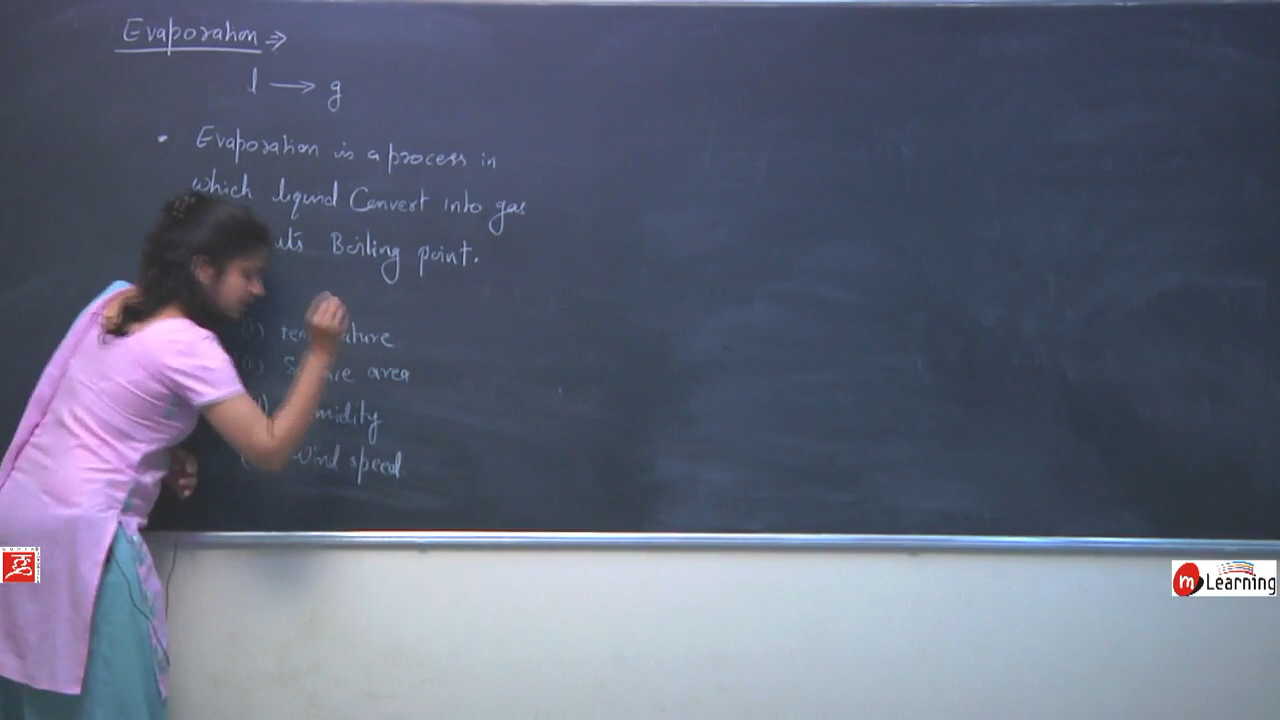 Evaporation ⇒
l → g
• Evaporation is a process in
which liquid Convert into gas
its Boiling point.
(i) ature
area
midity
Wind speed
m Learning